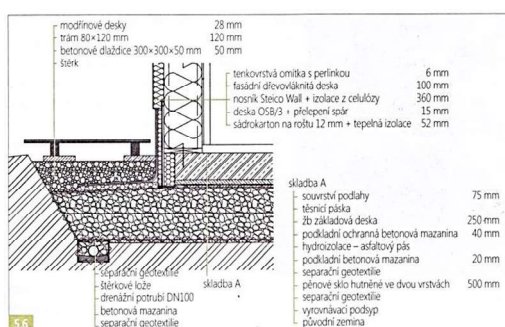 modřínové desky 28 mm
trám 80×120 mm 120 mm
betonové dlaždice 300×300×50 mm 50 mm
štěrk
tenkovrstvá omítka s perlinkou 6 mm
fasádní dřevovláknitá deska 100 mm
nosník Steico Wall + izolace z celulózy 360 mm
deska OSB/3 + přelepení spár 15 mm
sádrokarton na roštu 12 mm + tepelná izolace 52 mm
skladba A
souvrství podlahy 75 mm
těsnicí páska
žb základová deska 250 mm
podkladní ochranná betonová mazanina 40 mm
hydroizolace – asfaltový pás
podkladní betonová mazanina 20 mm
separační geotextilie
pěnové sklo hutněné ve dvou vrstvách 500 mm
separační geotextilie
vyrovnávací podsyp
původní zemina
separační geotextilie
štěrkové lože skladba A
drenážní potrubí DN100
betonová mazanina
separační geotextilie
56